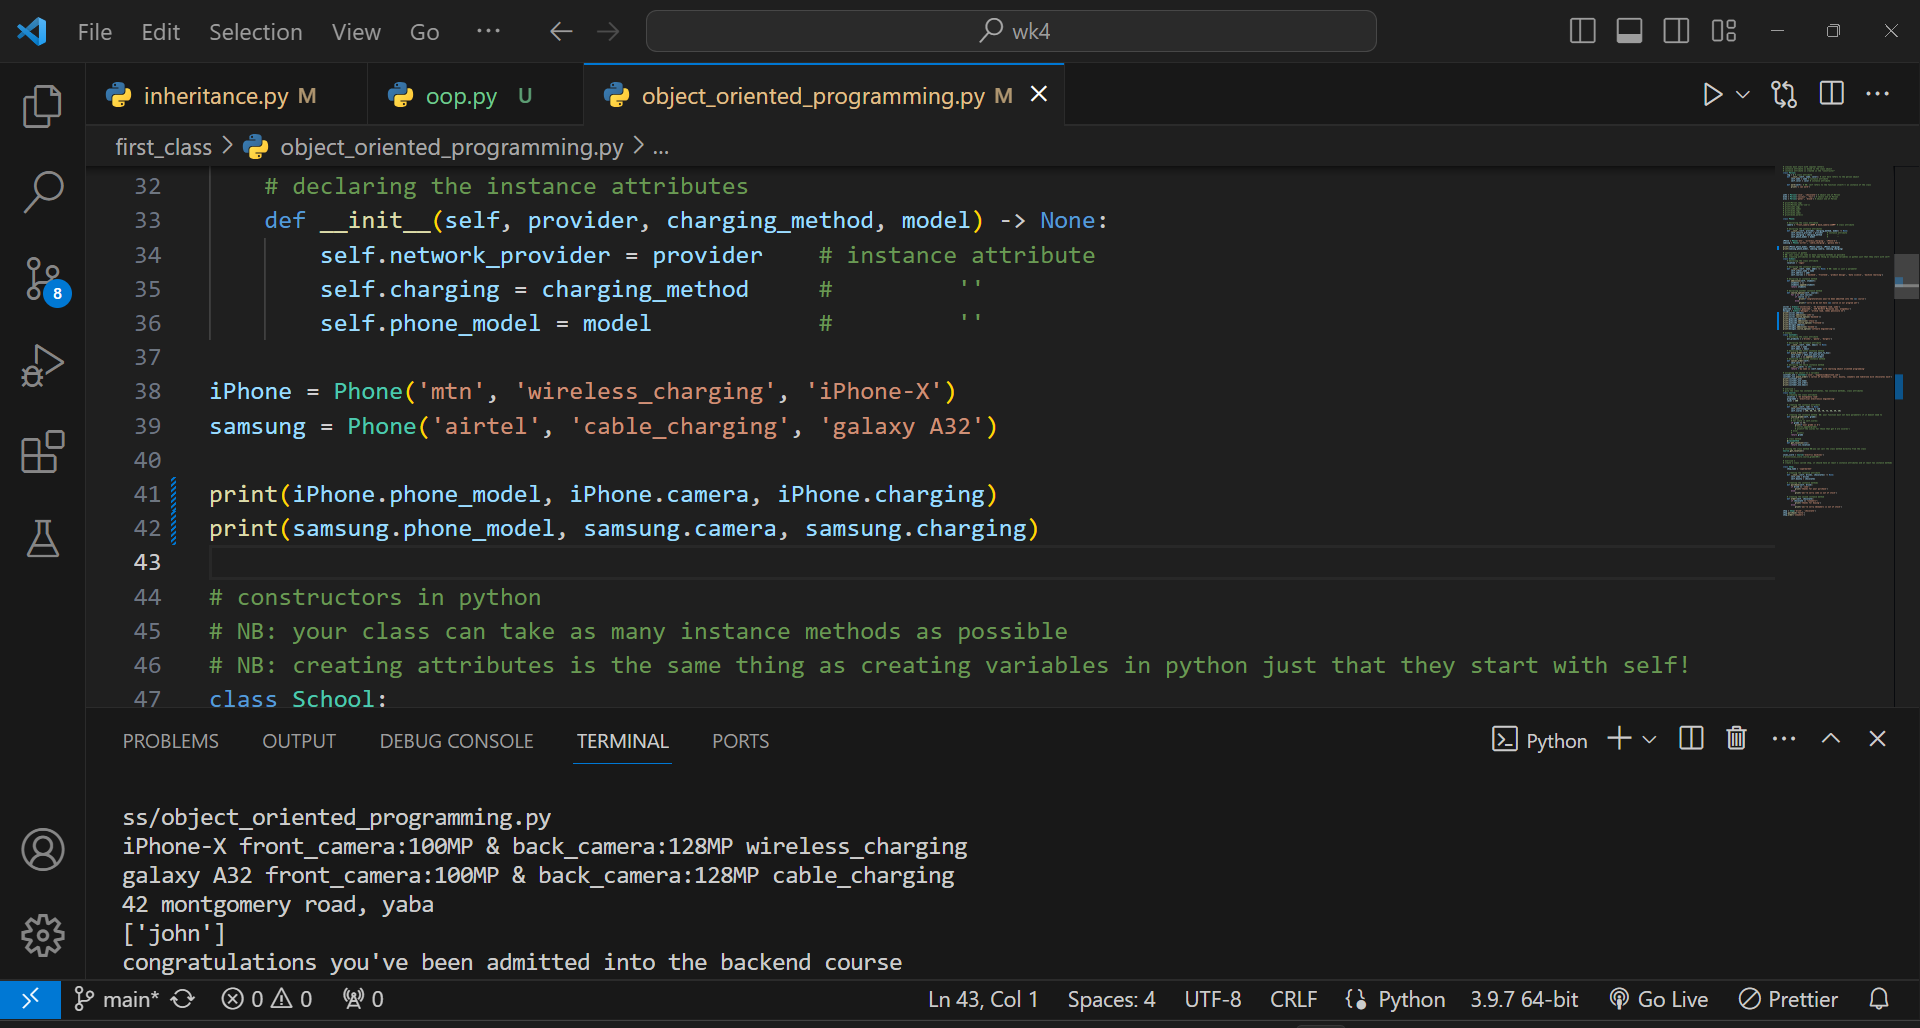 File Edit Selection View Go ··· wk4
inheritance.py M oop.py U object_oriented_programming.py M
first_class > object_oriented_programming.py > ...
32 # declaring the instance attributes
33 def __init__(self, provider, charging_method, model) -> None:
34 self.network_provider = provider # instance attribute
35 self.charging = charging_method # ''
36 self.phone_model = model # ''
37
38 iPhone = Phone('mtn', 'wireless_charging', 'iPhone-X')
39 samsung = Phone('airtel', 'cable_charging', 'galaxy A32')
40
41 print(iPhone.phone_model, iPhone.camera, iPhone.charging)
42 print(samsung.phone_model, samsung.camera, samsung.charging)
43
44 # constructors in python
45 # NB: your class can take as many instance methods as possible
46 # NB: creating attributes is the same thing as creating variables in python just that they start with self!
47 class School:
8
PROBLEMS OUTPUT DEBUG CONSOLE TERMINAL PORTS Python
ss/object_oriented_programming.py
iPhone-X front_camera:100MP & back_camera:128MP wireless_charging
galaxy A32 front_camera:100MP & back_camera:128MP cable_charging
42 montgomery road, yaba
['john']
congratulations you've been admitted into the backend course
main* 0 0 0 Ln 43, Col 1 Spaces: 4 UTF-8 CRLF Python 3.9.7 64-bit Go Live Prettier